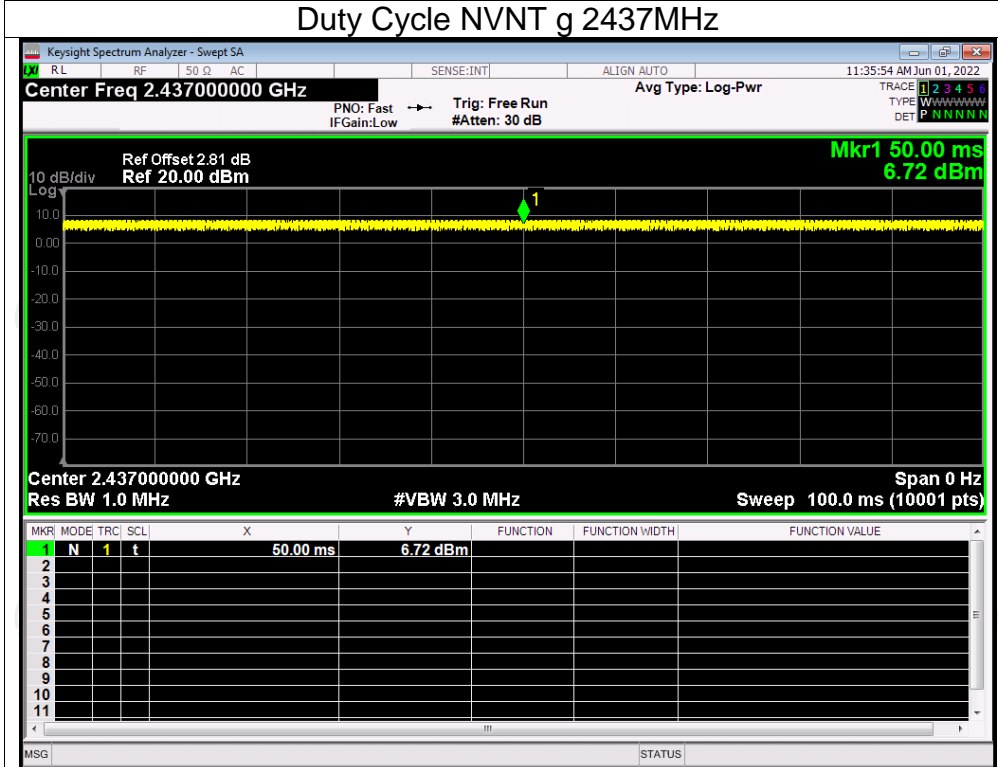 Duty Cycle NVNT g 2437MHz
Keysight Spectrum Analyzer - Swept SA
LXI RL RF 50 Ω AC SENSE:INT ALIGN AUTO 11:35:54 AM Jun 01, 2022
Center Freq 2.437000000 GHz
Avg Type: Log-Pwr
TRACE 1 2 3 4 5 6
PNO: Fast Trig: Free Run
TYPE WWWWWW
IFGain:Low #Atten: 30 dB
DET P N N N N N
Mkr1 50.00 ms
Ref Offset 2.81 dB
10 dB/div Ref 20.00 dBm
6.72 dBm
Log
1
10.0
0.00
-10.0
-20.0
-30.0
-40.0
-50.0
-60.0
-70.0
Center 2.437000000 GHz Span 0 Hz
Res BW 1.0 MHz #VBW 3.0 MHz Sweep 100.0 ms (10001 pts)
MKR MODE TRC SCL X Y FUNCTION FUNCTION WIDTH FUNCTION VALUE
1 N 1 t 50.00 ms 6.72 dBm
2
3
4
5
6
7
8
9
10
11
MSG STATUS